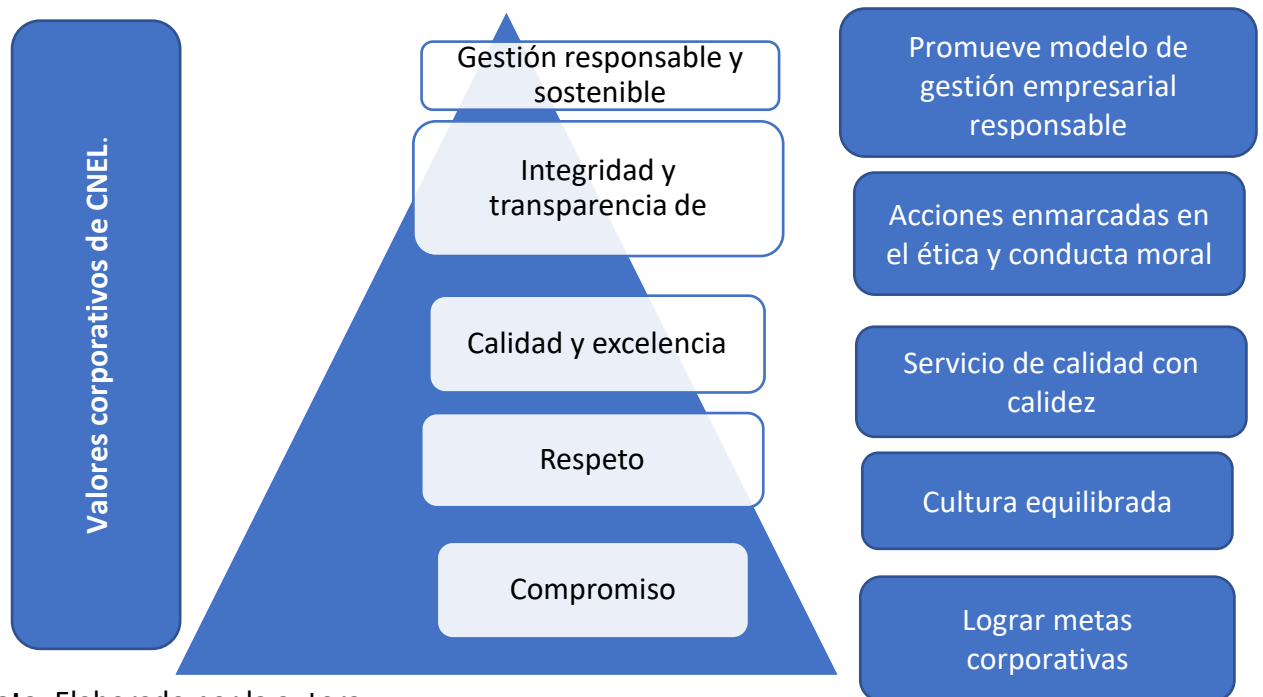 Valores corporativos de CNEL.
Gestión responsable y
sostenible
Promueve modelo de
gestión empresarial
responsable
Integridad y
transparencia de
Acciones enmarcadas en
el ética y conducta moral
Calidad y excelencia
Servicio de calidad con
calidez
Respeto
Cultura equilibrada
Compromiso
Lograr metas
corporativas